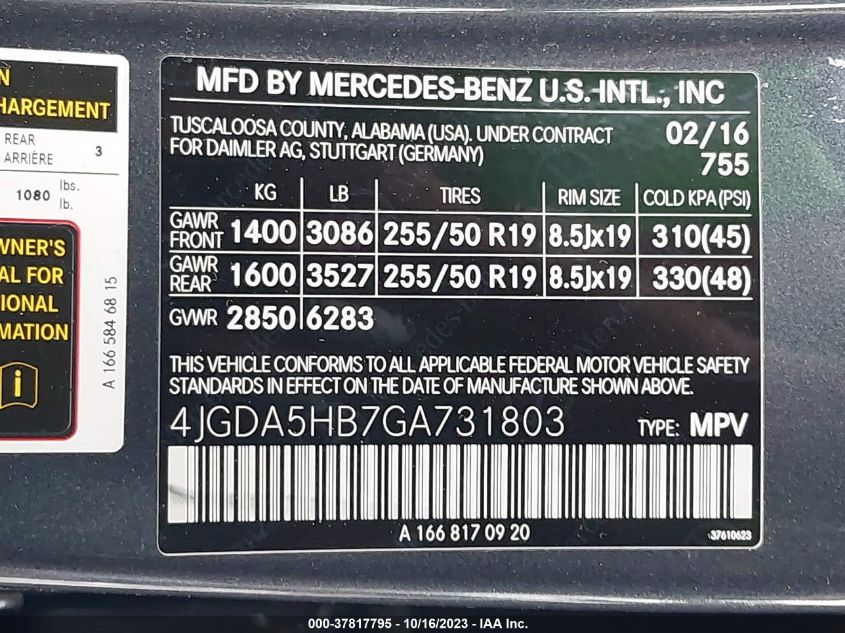 N
HARGEMENT
REAR
ARRIÈRE 3
1080 lbs.
lb.
WNER'S
AL FOR
IONAL
MATION
i
A 166 584 68 15
MFD BY MERCEDES-BENZ U.S. INTL., INC
TUSCALOOSA COUNTY, ALABAMA (USA). UNDER CONTRACT 02/16
FOR DAIMLER AG, STUTTGART (GERMANY) 755
KG LB TIRES RIM SIZE COLD KPA (PSI)
GAWR FRONT 1400 3086 255/50 R19 8.5Jx19 310(45)
GAWR REAR 1600 3527 255/50 R19 8.5Jx19 330(48)
GVWR 2850 6283
THIS VEHICLE CONFORMS TO ALL APPLICABLE FEDERAL MOTOR VEHICLE SAFETY
STANDARDS IN EFFECT ON THE DATE OF MANUFACTURE SHOWN ABOVE.
4JGDA5HB7GA731803 TYPE: MPV
A 166 817 09 20 37610623
000-37817795 - 10/16/2023 - IAA Inc.